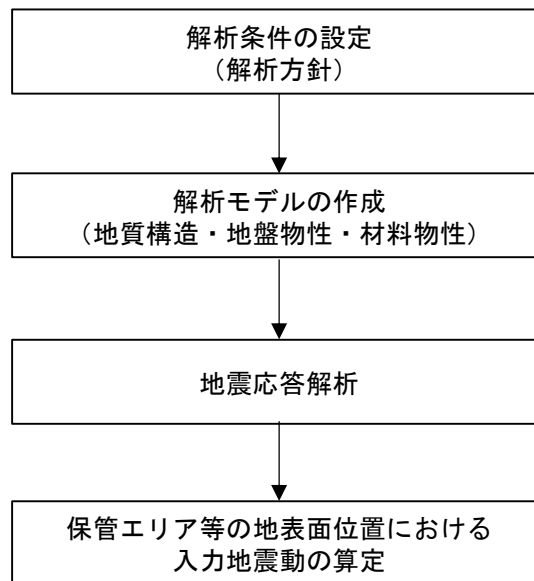 解析条件の設定
(解析方針)
解析モデルの作成
(地質構造・地盤物性・材料物性)
地震応答解析
保管エリア等の地表面位置における
入力地震動の算定